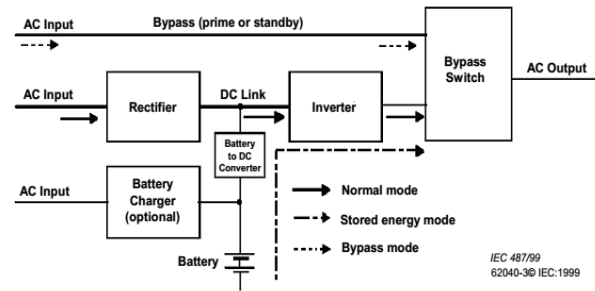 AC Input
Bypass (prime or standby)
Bypass
Switch
AC Output
AC Input
Rectifier
DC Link
Inverter
Battery
to DC
Converter
AC Input
Battery
Charger
(optional)
Normal mode
Stored energy mode
Bypass mode
Battery
IEC 487/99
62040-3© IEC:1999